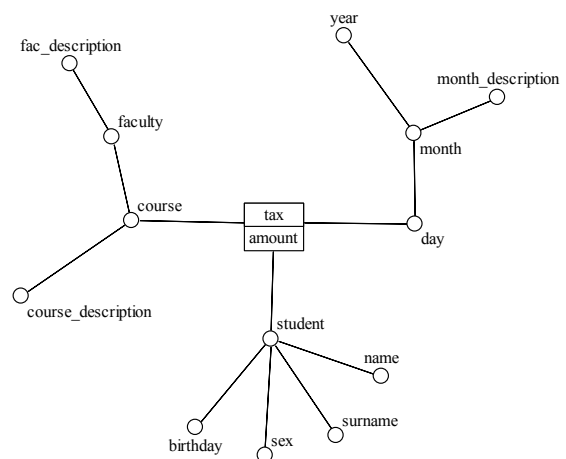 year
fac_description
month_description
faculty
month
course
tax
amount
day
course_description
student
name
surname
birthday
sex